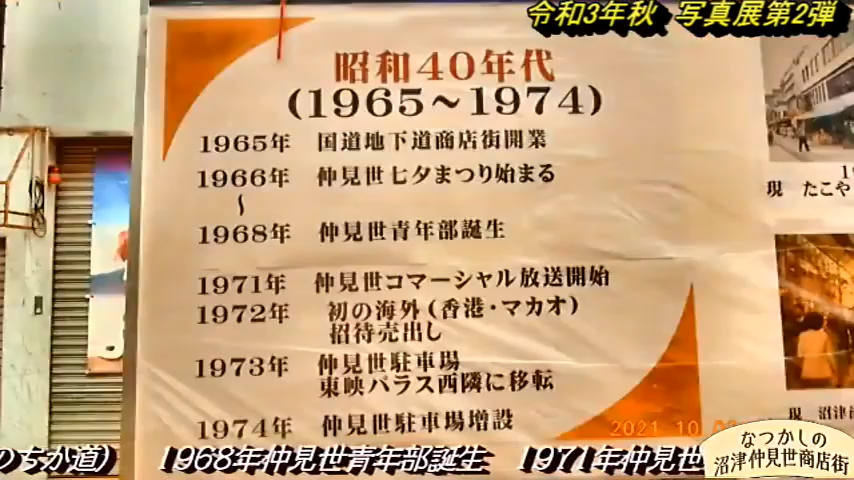 令和3年秋 写真展第2弾
昭和40年代
(1965～1974)
1965年 国道地下道商店街開業
1966年 仲見世七夕まつり始まる
～
1968年 仲見世青年部誕生
1971年 仲見世コマーシャル放送開始
1972年 初の海外(香港・マカオ)
招待売出し
1973年 仲見世駐車場
東映パラス西隣に移転
1974年 仲見世駐車場増設
現 たこや
現 沼津
2021 10
のちか道) 1968年仲見世青年部誕生 1971年仲見世
なつかしの
沼津仲見世商店街